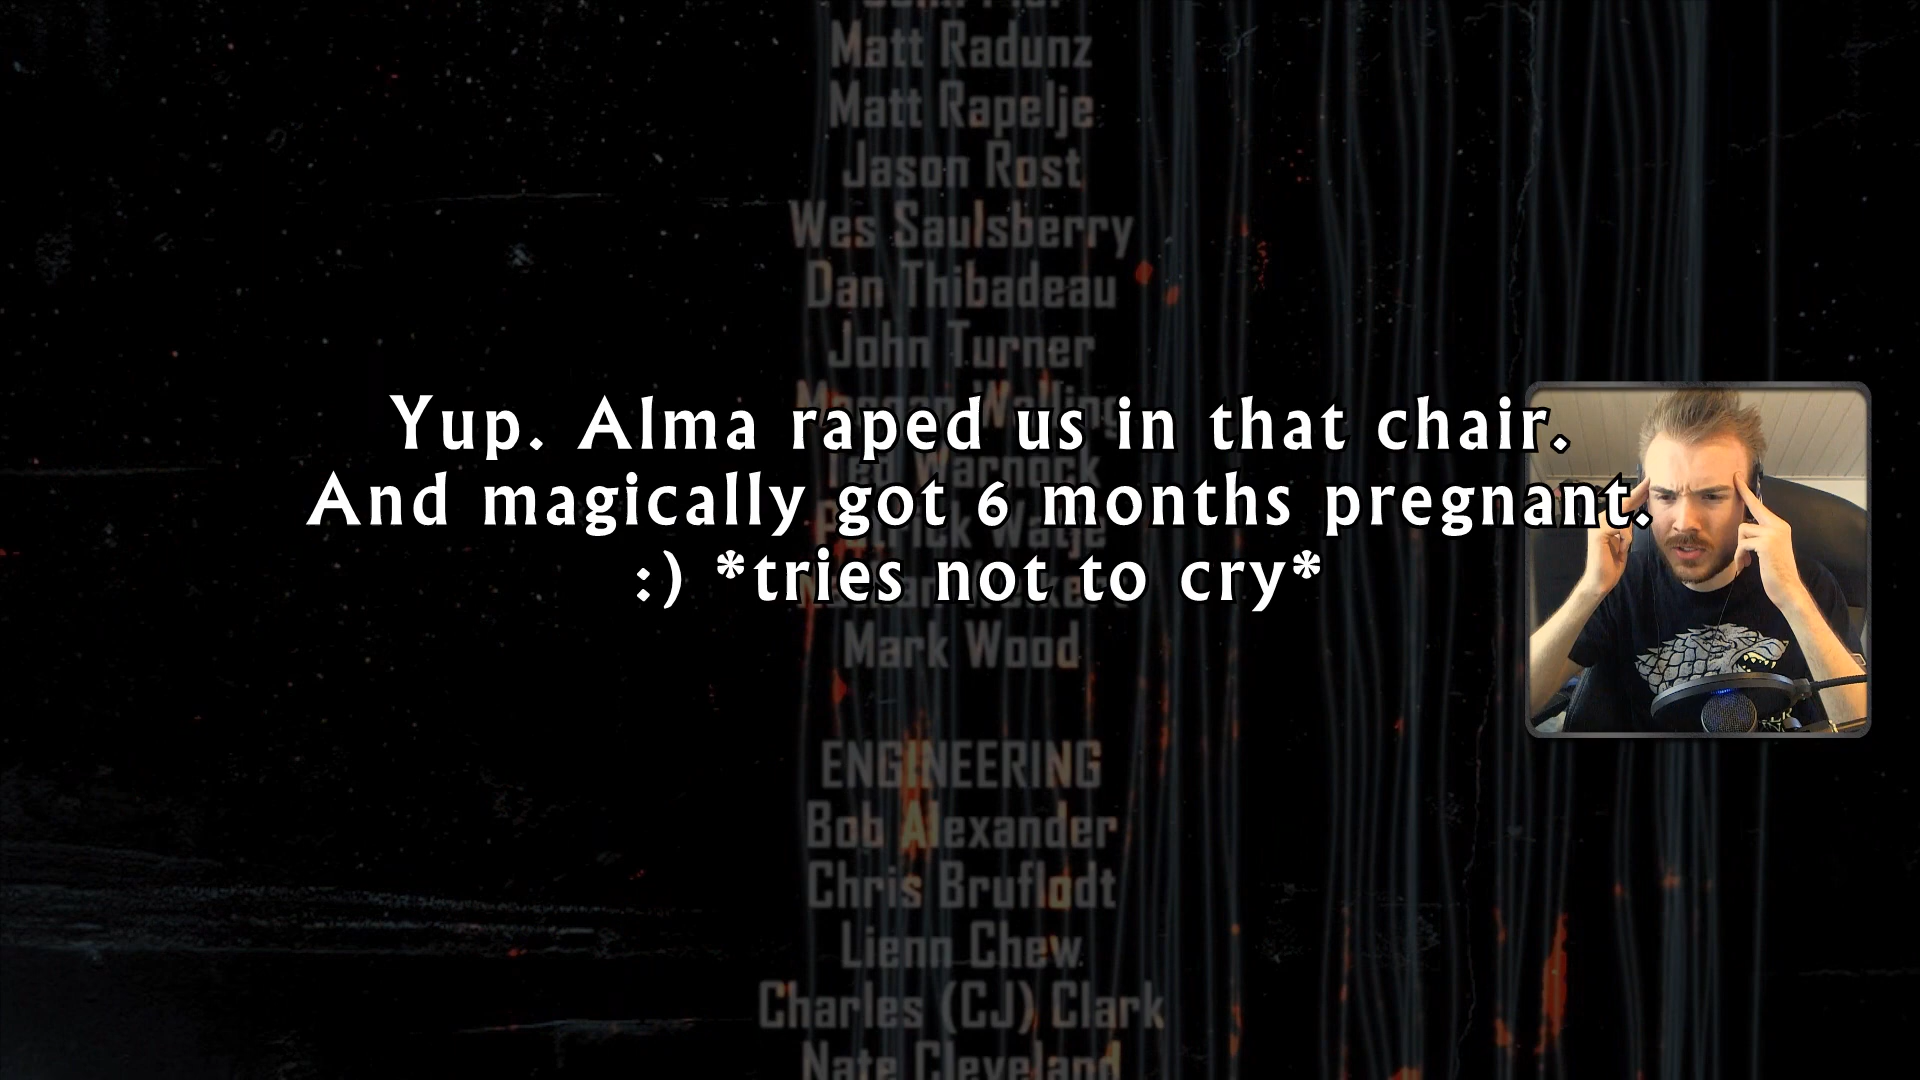 Matt Radunz
Matt Rapelje
Jason Rost
Wes Saulsberry
Dan Thibadeau
John Turner
Yup. Alma raped us in that chair.
Warnock
And magically got 6 months pregnant.
:) *tries not to cry*
Mark Wood
ENGINEERING
Bob Alexander
Chris Bruflodt
Lienn Chew
Charles (CJ) Clark
Nate Cleveland